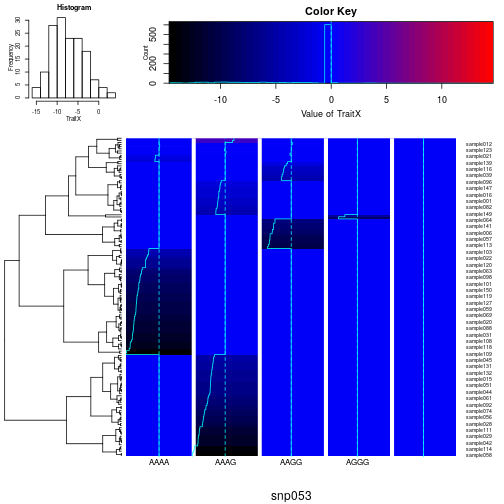 Histogram
Frequency
0 5 10 15 20 25 30
-15 -10 -5 0
TraitX
Color Key
Count
0 200 500
-10 -5 0 5 10
Value of TraitX
sample012
sample123
sample021
sample139
sample116
sample039
sample096
sample147
sample016
sample001
sample082
sample149
sample064
sample141
sample006
sample057
sample113
sample103
sample022
sample120
sample063
sample098
sample101
sample150
sample119
sample127
sample059
sample069
sample020
sample088
sample031
sample108
sample118
sample109
sample045
sample131
sample132
sample015
sample051
sample044
sample061
sample092
sample074
sample056
sample028
sample111
sample029
sample042
sample114
sample058
AAAA AAAG AAGG AGGG
snp053